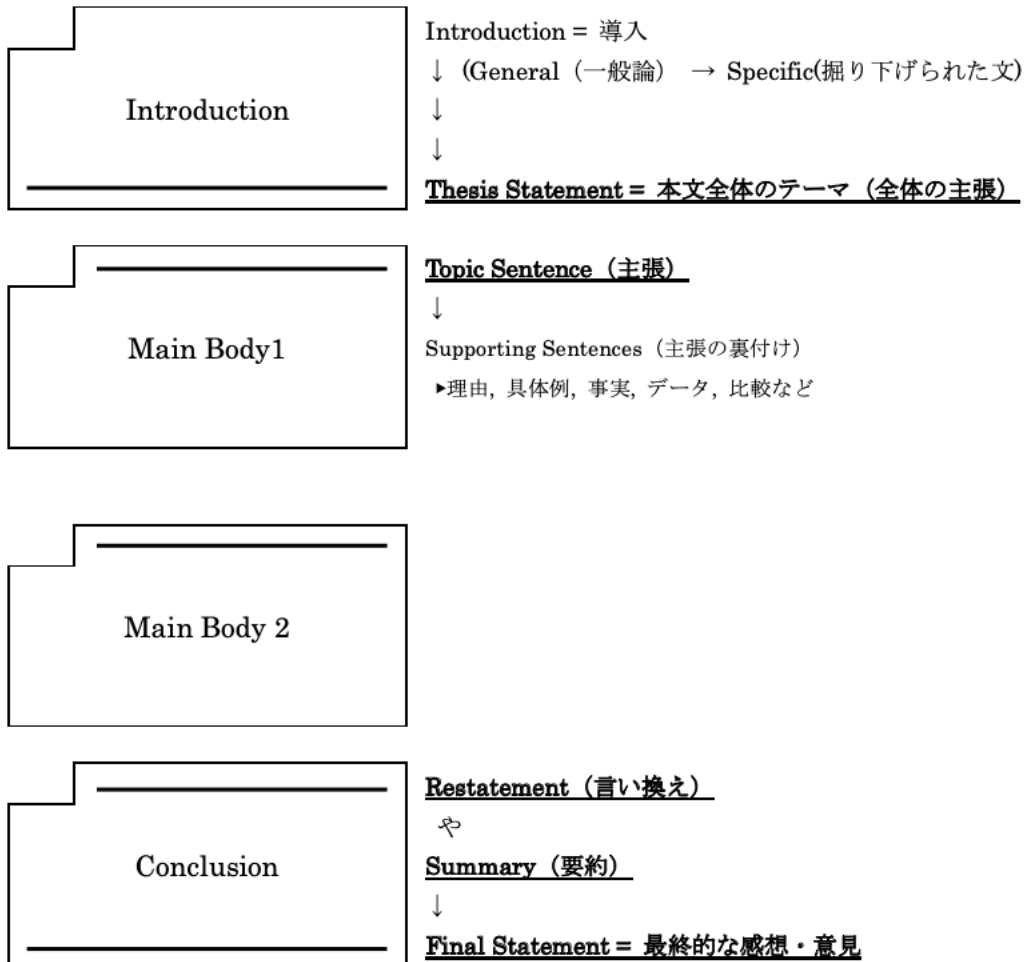 Introduction
Introduction = 導入
↓ (General（一般論） → Specific(掘り下げられた文)
↓
↓
Thesis Statement = 本文全体のテーマ（全体の主張）
Main Body1
Topic Sentence（主張）
↓
Supporting Sentences（主張の裏付け）
▶理由, 具体例, 事実, データ, 比較など
Main Body 2
Conclusion
Restatement（言い換え）
や
Summary（要約）
↓
Final Statement = 最終的な感想・意見